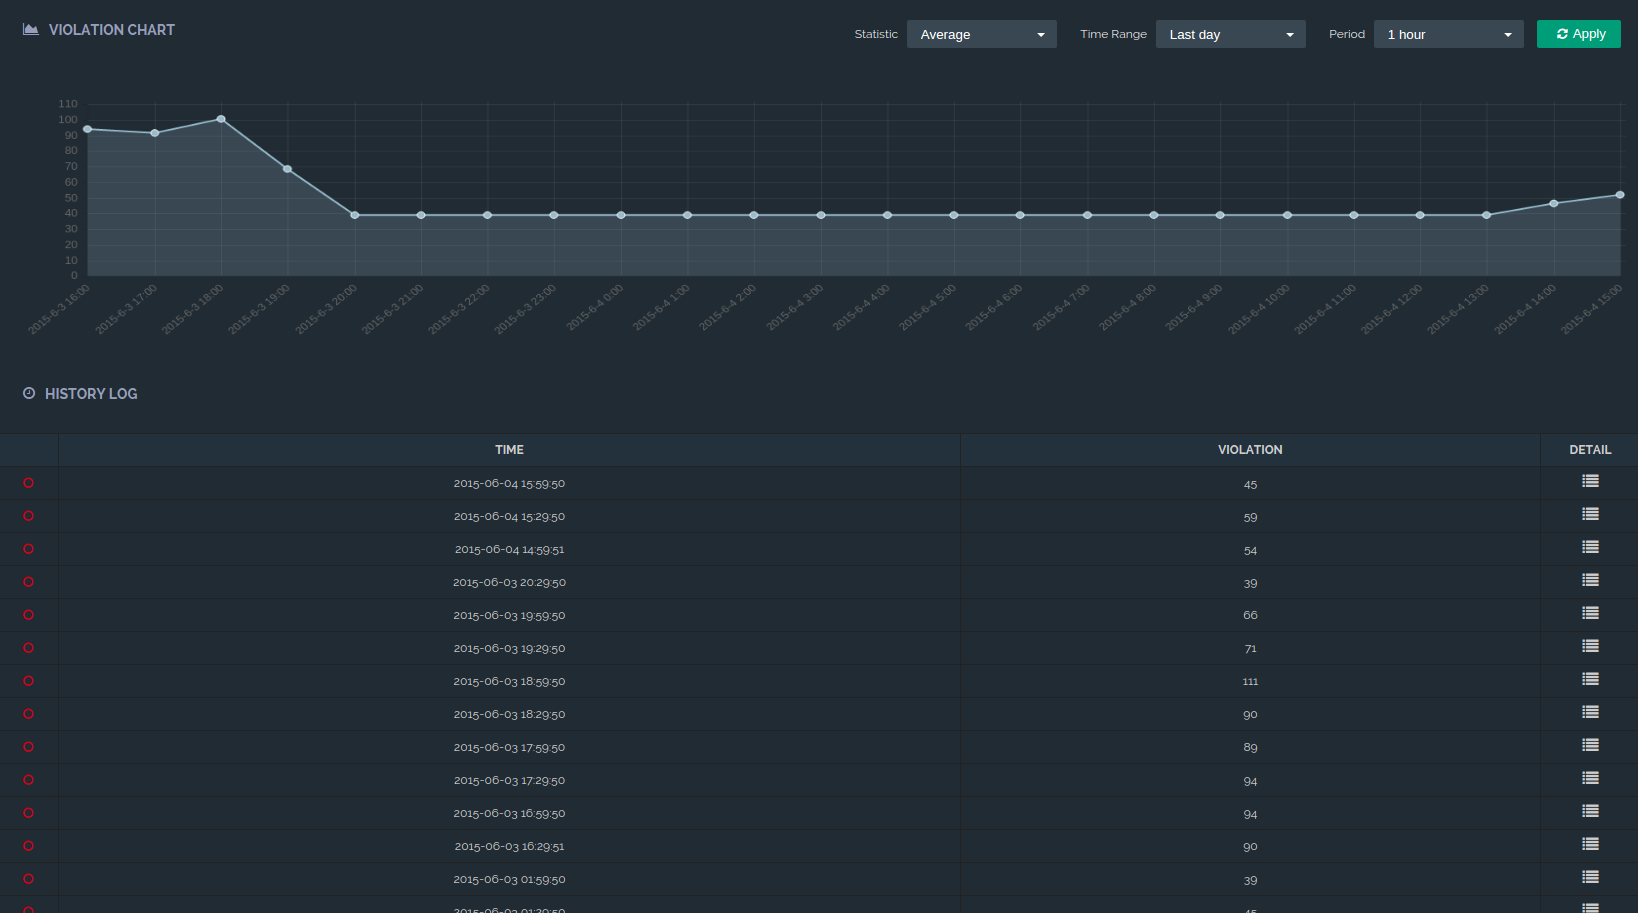 VIOLATION CHART
Statistic Average Time Range Last day Period 1 hour Apply
110
100
90
80
70
60
50
40
30
20
10
0
2015-6-3 16:00 2015-6-3 17:00 2015-6-3 18:00 2015-6-3 19:00 2015-6-3 20:00 2015-6-3 21:00 2015-6-3 22:00 2015-6-3 23:00 2015-6-4 0:00 2015-6-4 1:00 2015-6-4 2:00 2015-6-4 3:00 2015-6-4 4:00 2015-6-4 5:00 2015-6-4 6:00 2015-6-4 7:00 2015-6-4 8:00 2015-6-4 9:00 2015-6-4 10:00 2015-6-4 11:00 2015-6-4 12:00 2015-6-4 13:00 2015-6-4 14:00 2015-6-4 15:00
HISTORY LOG
TIME VIOLATION DETAIL
2015-06-04 15:59:50 45
2015-06-04 15:29:50 59
2015-06-04 14:59:51 54
2015-06-03 20:29:50 39
2015-06-03 19:59:50 66
2015-06-03 19:29:50 71
2015-06-03 18:59:50 111
2015-06-03 18:29:50 90
2015-06-03 17:59:50 89
2015-06-03 17:29:50 94
2015-06-03 16:59:50 94
2015-06-03 16:29:51 90
2015-06-03 01:59:50 39
2015-06-03 01:29:50 45